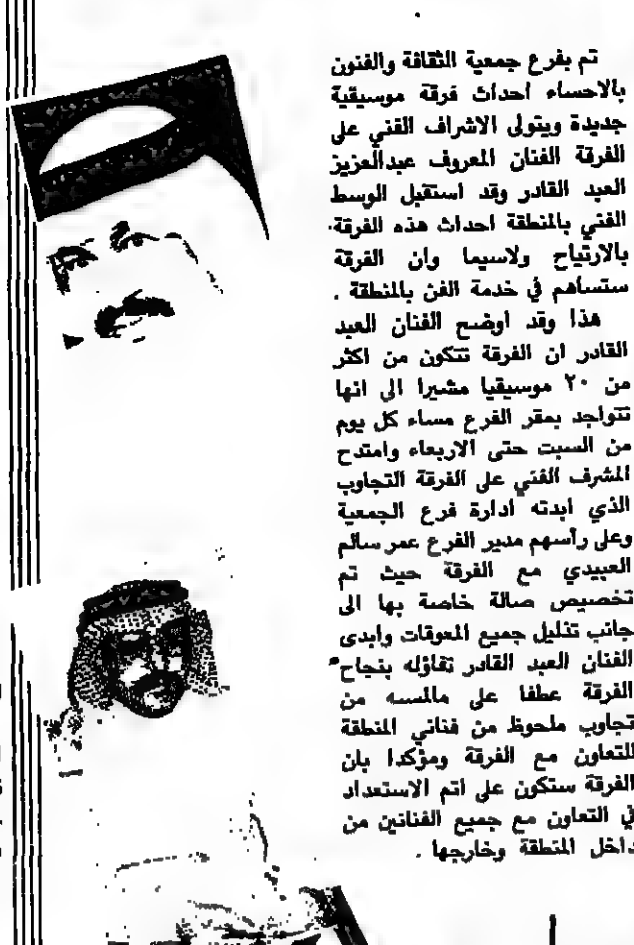 تم بفرع جمعية الثقافة والفنون
بالاحساء احداث فرقة موسيقية
جديدة ويتولى الاشراف الفني على
الفرقة الفنان المعروف عبدالعزيز
العبد القادر وقد استقبل الوسط
الفني بالمنطقة احداث هذه الفرقة
بالارتياح ولاسيما وان الفرقة
ستساهم في خدمة الفن بالمنطقة .
هذا وقد اوضح الفنان العبد
القادر ان الفرقة تتكون من اكثر
من ٢٠ موسيقيا مشيرا الى انها
تتواجد بمقر الفرع مساء كل يوم
من السبت حتى الاربعاء وامتدح
المشرف الفني على الفرقة التجاوب
الذي ابدته ادارة فرع الجمعية
وعلى رأسهم مدير الفرع عمر سالم
العبيدي مع الفرقة حيث تم
تخصيص صالة خاصة بها الى
جانب تذليل جميع المعوقات وابدى
الفنان العبد القادر تفاؤله بنجاح
الفرقة عطفا على مالمسه من
تجاوب ملحوظ من فناني المنطقة
للتعاون مع الفرقة ومؤكدا بان
الفرقة ستكون على اتم الاستعداد
في التعاون مع جميع الفنانين من
داخل المنطقة وخارجها .